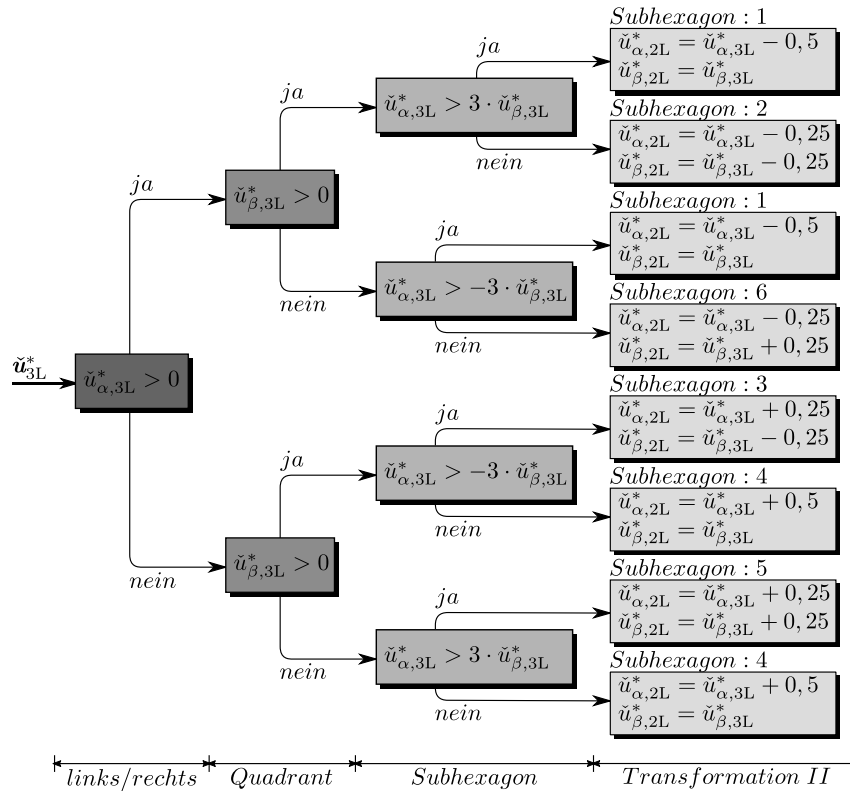 ǔ*3L
ǔ*α,3L > 0
ja
nein
ǔ*β,3L > 0
ja
nein
ǔ*α,3L > 3 · ǔ*β,3L
ja
nein
Subhexagon : 1
ǔ*α,2L = ǔ*α,3L − 0, 5
ǔ*β,2L = ǔ*β,3L
Subhexagon : 2
ǔ*α,2L = ǔ*α,3L − 0, 25
ǔ*β,2L = ǔ*β,3L − 0, 25
ǔ*α,3L > −3 · ǔ*β,3L
ja
nein
Subhexagon : 1
ǔ*α,2L = ǔ*α,3L − 0, 5
ǔ*β,2L = ǔ*β,3L
Subhexagon : 6
ǔ*α,2L = ǔ*α,3L − 0, 25
ǔ*β,2L = ǔ*β,3L + 0, 25
ǔ*β,3L > 0
ja
nein
ǔ*α,3L > −3 · ǔ*β,3L
ja
nein
Subhexagon : 3
ǔ*α,2L = ǔ*α,3L + 0, 25
ǔ*β,2L = ǔ*β,3L − 0, 25
Subhexagon : 4
ǔ*α,2L = ǔ*α,3L + 0, 5
ǔ*β,2L = ǔ*β,3L
ǔ*α,3L > 3 · ǔ*β,3L
ja
nein
Subhexagon : 5
ǔ*α,2L = ǔ*α,3L + 0, 25
ǔ*β,2L = ǔ*β,3L + 0, 25
Subhexagon : 4
ǔ*α,2L = ǔ*α,3L + 0, 5
ǔ*β,2L = ǔ*β,3L
links/rechts
Quadrant
Subhexagon
Transformation II